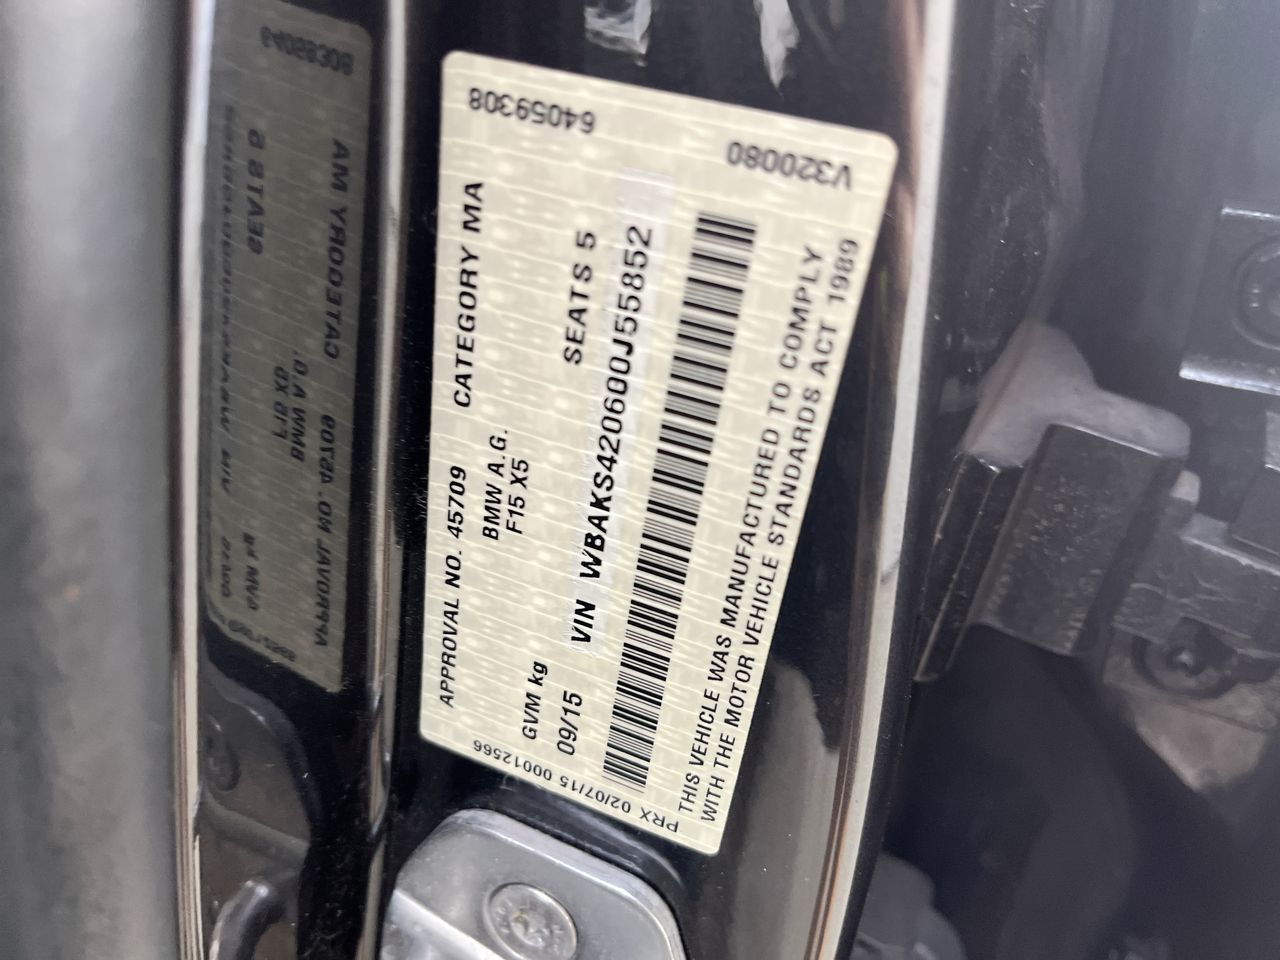 64059308
V320080
APPROVAL NO. 45709 CATEGORY MA
BMW A.G.
F15 X5
GVM kg
09/15 SEATS 5
VIN WBAKS420600J55852
THIS VEHICLE WAS MANUFACTURED TO COMPLY
WITH THE MOTOR VEHICLE STANDARDS ACT 1989
PRX 02/07/15 00012566